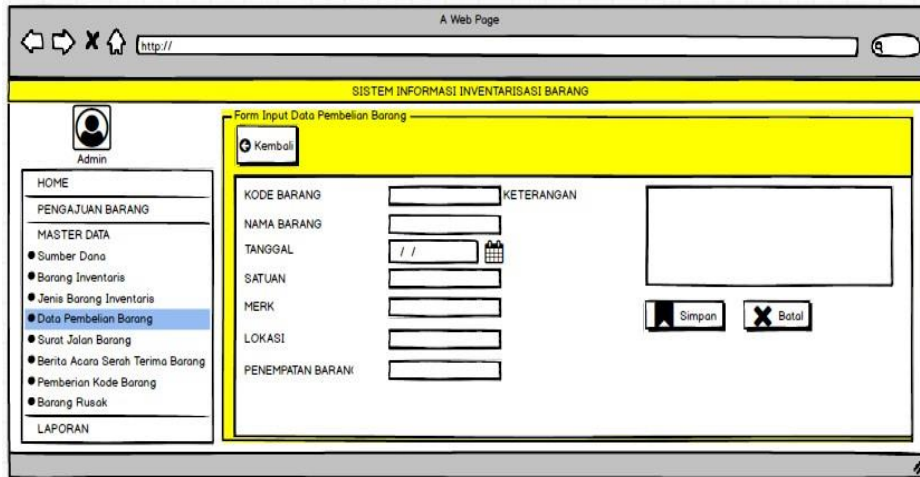 A Web Page
http://
SISTEM INFORMASI INVENTARISASI BARANG
Admin
HOME
PENGAJUAN BARANG
MASTER DATA
Sumber Dana
Barang Inventaris
Jenis Barang Inventaris
Data Pembelian Barang
Surat Jalan Barang
Berita Acara Serah Terima Barang
Pemberian Kode Barang
Barang Rusak
LAPORAN
Form Input Data Pembelian Barang
Kembali
KODE BARANG
NAMA BARANG
TANGGAL
/ /
SATUAN
MERK
LOKASI
PENEMPATAN BARANG
KETERANGAN
Simpan
Batal